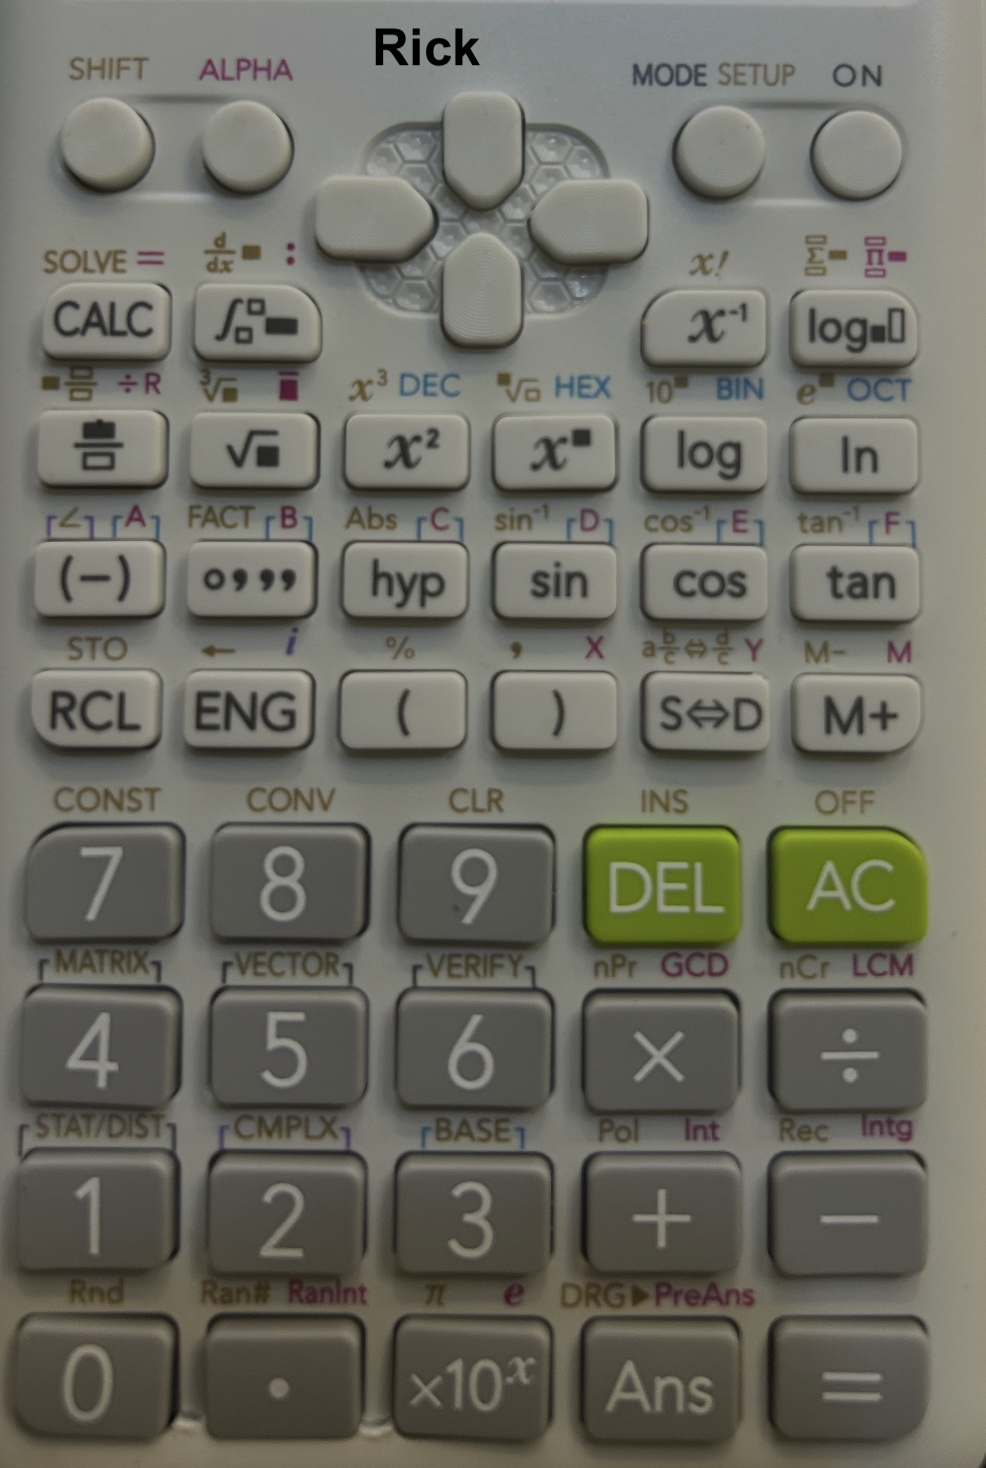 Rick
SHIFT ALPHA MODE SETUP ON
SOLVE = d/dx■ : x! Σ■ Π■
CALC ∫■ x⁻¹ log■□
■□/□ ÷R ³√■ x³ DEC ■√□ HEX 10■ BIN e■ OCT
■/□ √■ x² x■ log ln
∠ A FACT B Abs C sin⁻¹ D cos⁻¹ E tan⁻¹ F
(−) °,,, hyp sin cos tan
STO ← i % , X a b/c⇔d/c Y M− M
RCL ENG ( ) S⇔D M+
CONST CONV CLR INS OFF
7 8 9 DEL AC
MATRIX VECTOR VERIFY nPr GCD nCr LCM
4 5 6 × ÷
STAT/DIST CMPLX BASE Pol Int Rec Intg
1 2 3 + −
Rnd Ran# RanInt π e DRG▶ PreAns
0 . ×10ˣ Ans =